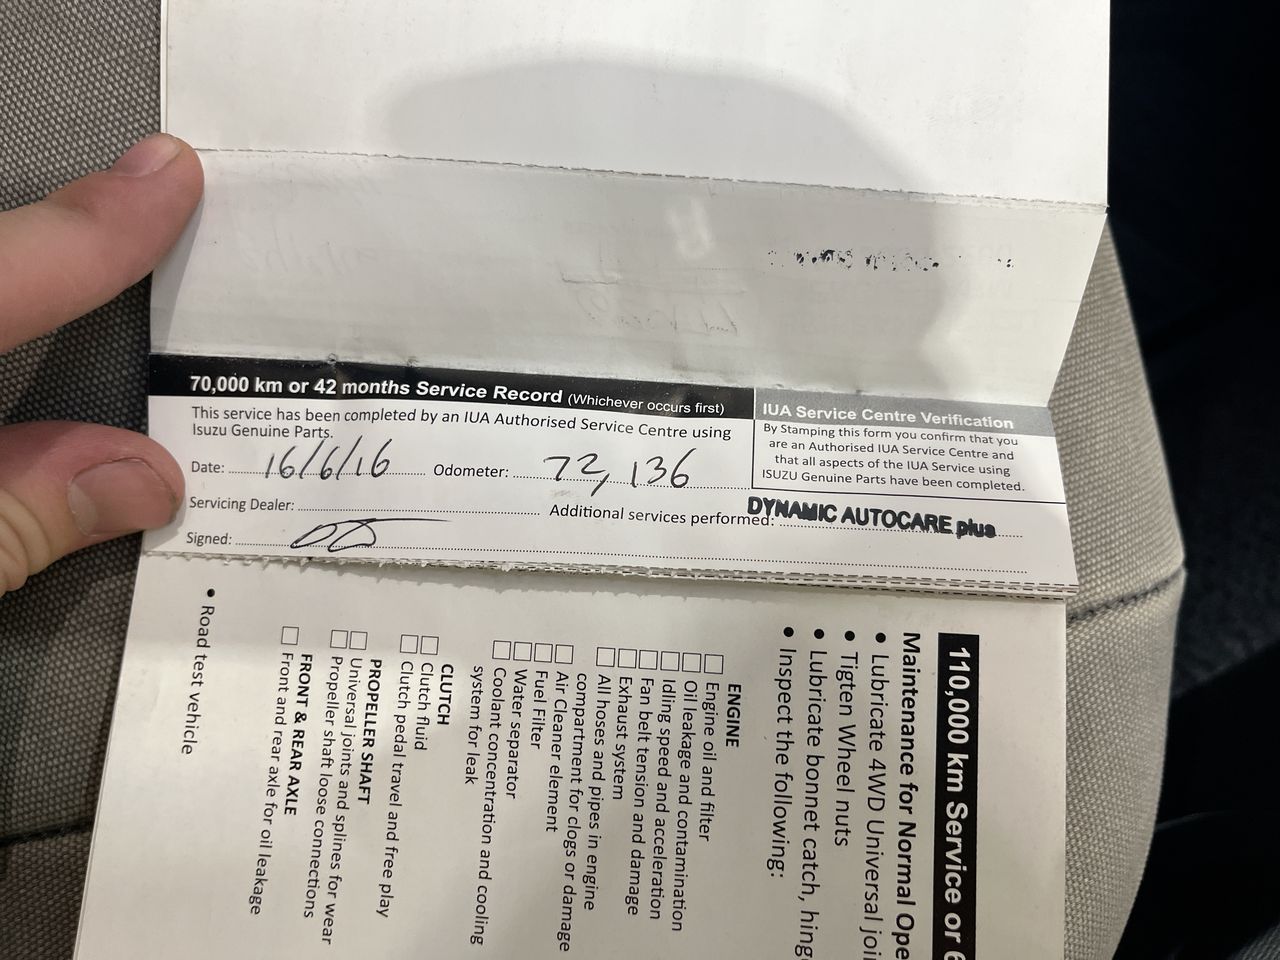 70,000 km or 42 months Service Record (Whichever occurs first)
This service has been completed by an IUA Authorised Service Centre using
Isuzu Genuine Parts.
Date: 16/6/16 Odometer: 72,136
Servicing Dealer: Additional services performed:
Signed:
IUA Service Centre Verification
By Stamping this form you confirm that you
are an Authorised IUA Service Centre and
that all aspects of the IUA Service using
ISUZU Genuine Parts have been completed.
DYNAMIC AUTOCARE plus
110,000 km Service or 6
Maintenance for Normal Ope
• Lubricate 4WD Universal joi
• Tigten Wheel nuts
• Lubricate bonnet catch, hing
• Inspect the following:
ENGINE
Engine oil and filter
Oil leakage and contamination
Idling speed and acceleration
Fan belt tension and damage
Exhaust system
All hoses and pipes in engine
compartment for clogs or damage
Air Cleaner element
Fuel Filter
Water separator
Coolant concentration and cooling
system for leak
CLUTCH
Clutch fluid
Clutch pedal travel and free play
PROPELLER SHAFT
Universal joints and splines for wear
Propeller shaft loose connections
FRONT & REAR AXLE
Front and rear axle for oil leakage
• Road test vehicle